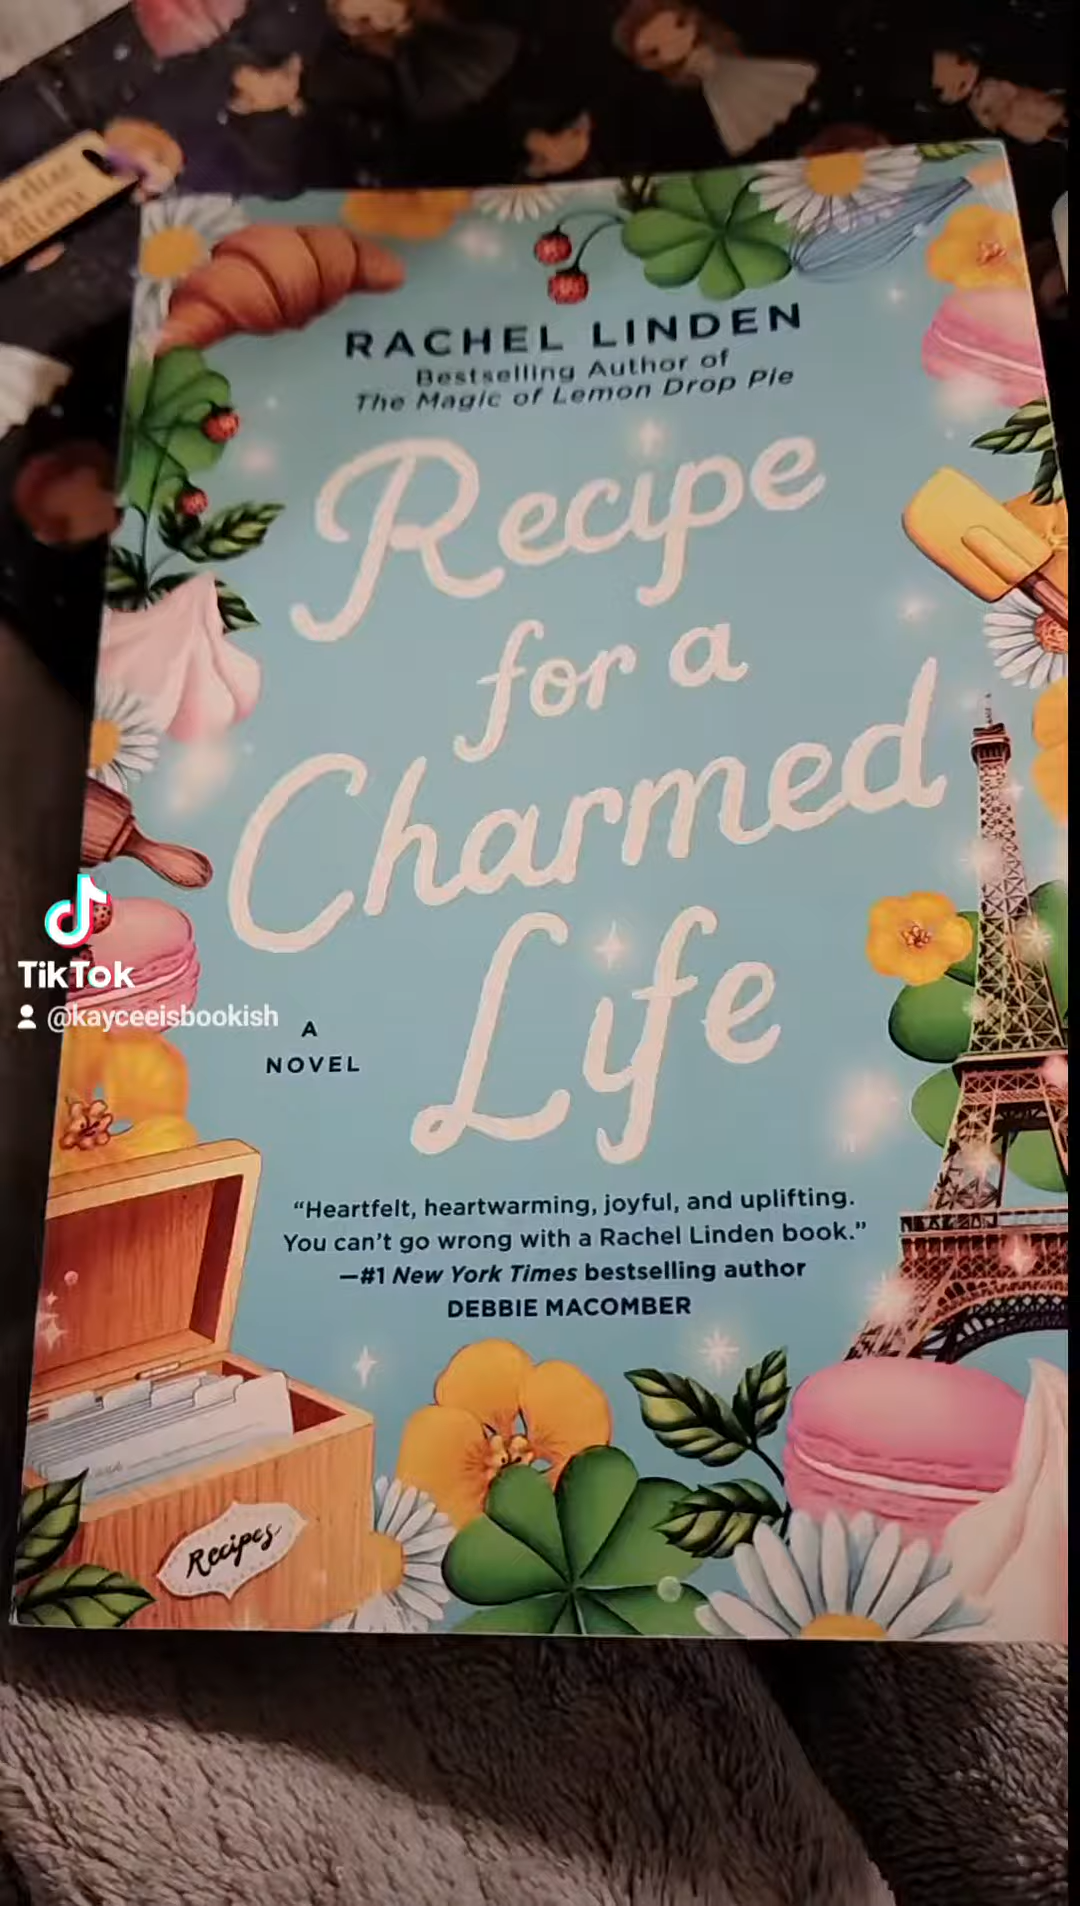 RACHEL LINDEN
Bestselling Author of
The Magic of Lemon Drop Pie
Recipe
for a
Charmed
Life
TikTok
@kayceeisbookish
A
NOVEL
“Heartfelt, heartwarming, joyful, and uplifting.
You can't go wrong with a Rachel Linden book.”
—#1 New York Times bestselling author
DEBBIE MACOMBER
Recipes